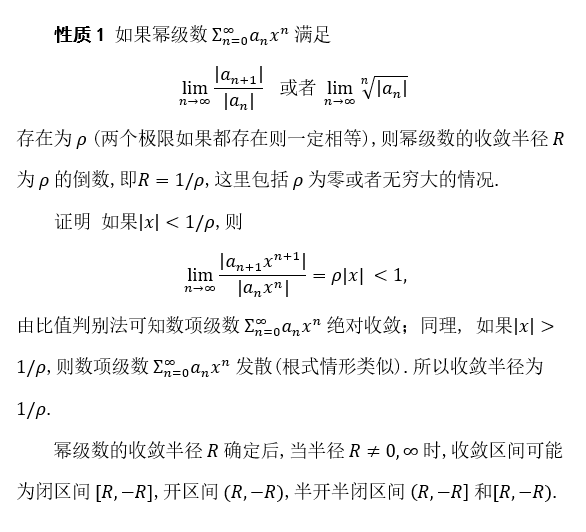 性质1 如果幂级数 Σ_{n=0}^{∞} a_n x^n 满足
lim_{n→∞} |a_{n+1}|/|a_n| 或者 lim_{n→∞} ⁿ√|a_n|
存在为 ρ (两个极限如果都存在则一定相等), 则幂级数的收敛半径 R
为 ρ 的倒数, 即R = 1/ρ, 这里包括 ρ 为零或者无穷大的情况.
证明 如果|x| < 1/ρ, 则
lim_{n→∞} |a_{n+1}x^{n+1}|/|a_n x^n| = ρ|x| < 1,
由比值判别法可知数项级数 Σ_{n=0}^{∞} a_n x^n 绝对收敛；同理, 如果|x| >
1/ρ, 则数项级数 Σ_{n=0}^{∞} a_n x^n 发散(根式情形类似). 所以收敛半径为
1/ρ.
幂级数的收敛半径 R 确定后, 当半径 R ≠ 0, ∞ 时, 收敛区间可能
为闭区间 [R, −R], 开区间 (R, −R), 半开半闭区间 (R, −R] 和[R, −R).